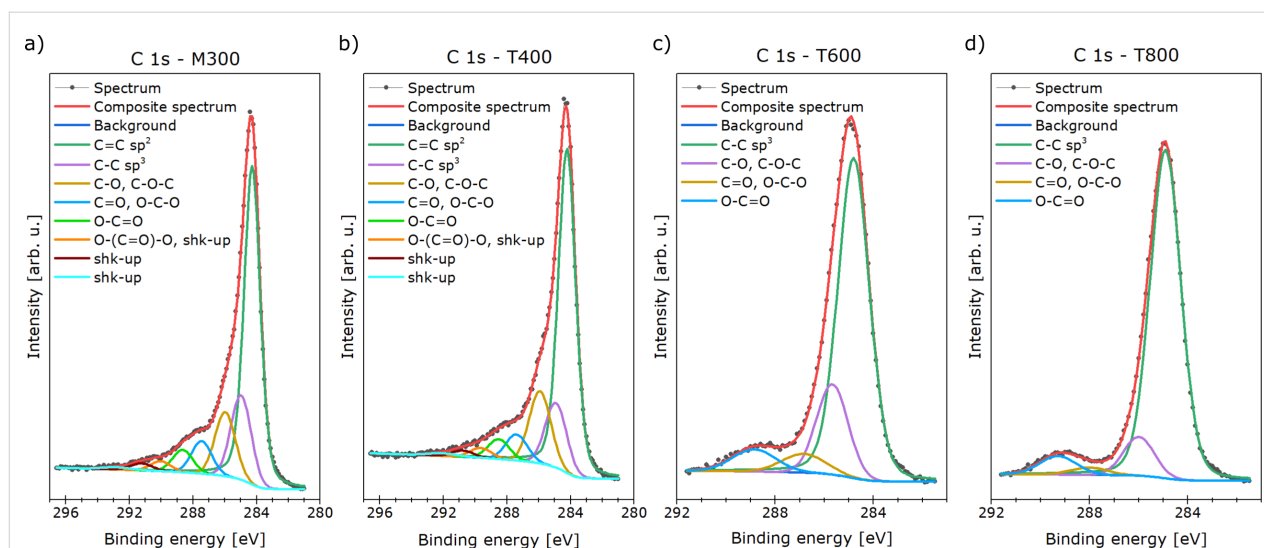 a)
C 1s - M300
Spectrum
Composite spectrum
Background
C=C sp²
C-C sp³
C-O, C-O-C
C=O, O-C-O
O-C=O
O-(C=O)-O, shk-up
shk-up
shk-up
Intensity [arb. u.]
296 292 288 284 280
Binding energy [eV]
b)
C 1s - T400
Spectrum
Composite spectrum
Background
C=C sp²
C-C sp³
C-O, C-O-C
C=O, O-C-O
O-C=O
O-(C=O)-O, shk-up
shk-up
shk-up
Intensity [arb. u.]
296 292 288 284 280
Binding energy [eV]
c)
C 1s - T600
Spectrum
Composite spectrum
Background
C-C sp³
C-O, C-O-C
C=O, O-C-O
O-C=O
Intensity [arb. u.]
292 288 284
Binding energy [eV]
d)
C 1s - T800
Spectrum
Composite spectrum
Background
C-C sp³
C-O, C-O-C
C=O, O-C-O
O-C=O
Intensity [arb. u.]
292 288 284
Binding energy [eV]